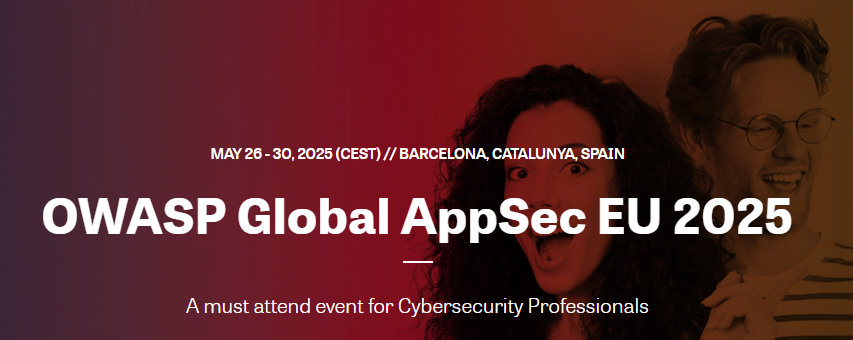 MAY 26 - 30, 2025 (CEST) // BARCELONA, CATALUNYA, SPAIN
OWASP Global AppSec EU 2025
A must attend event for Cybersecurity Professionals